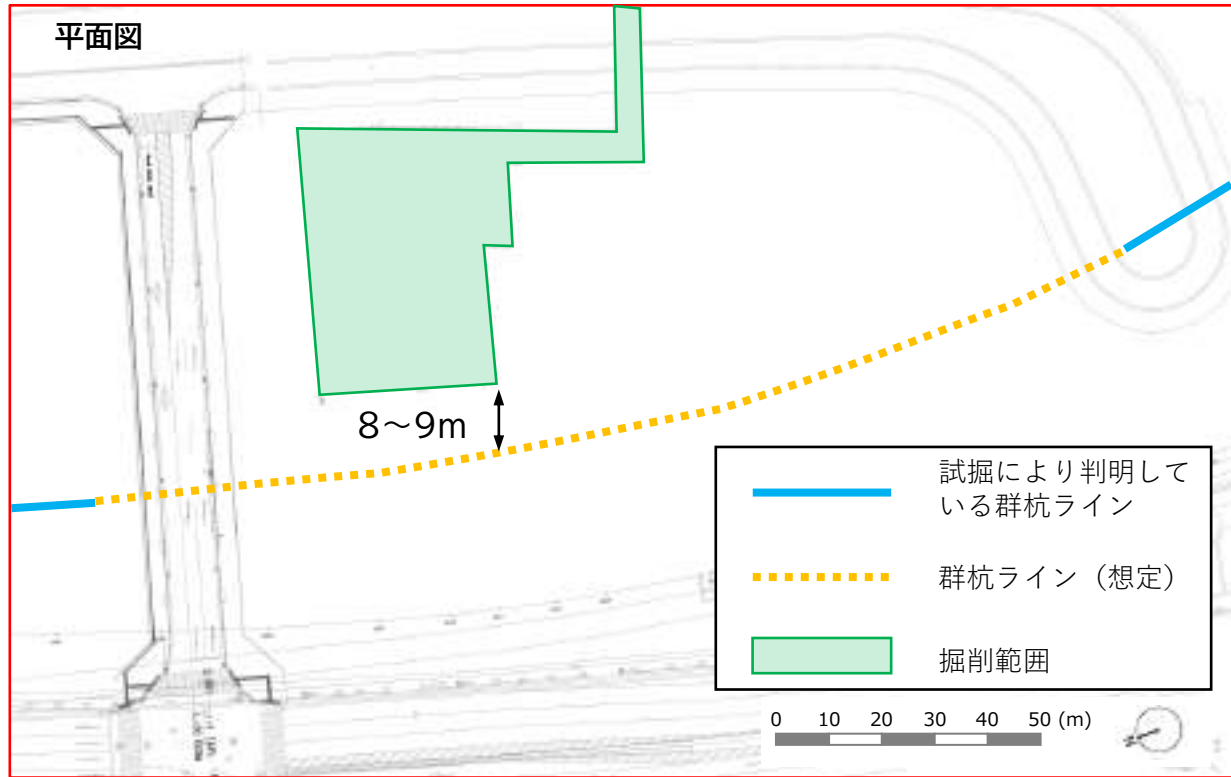 平面図
8～9m
試掘により判明して
いる群杭ライン
群杭ライン（想定）
掘削範囲
0 10 20 30 40 50 (m)